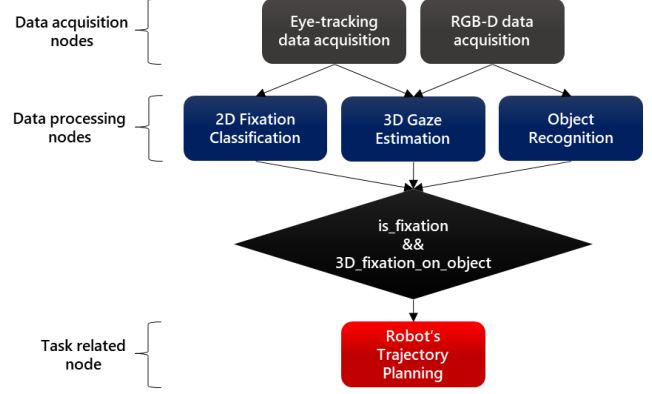 Data acquisition
nodes
Eye-tracking
data acquisition
RGB-D data
acquisition
Data processing
nodes
2D Fixation
Classification
3D Gaze
Estimation
Object
Recognition
is_fixation
&&
3D_fixation_on_object
Task related
node
Robot's
Trajectory
Planning